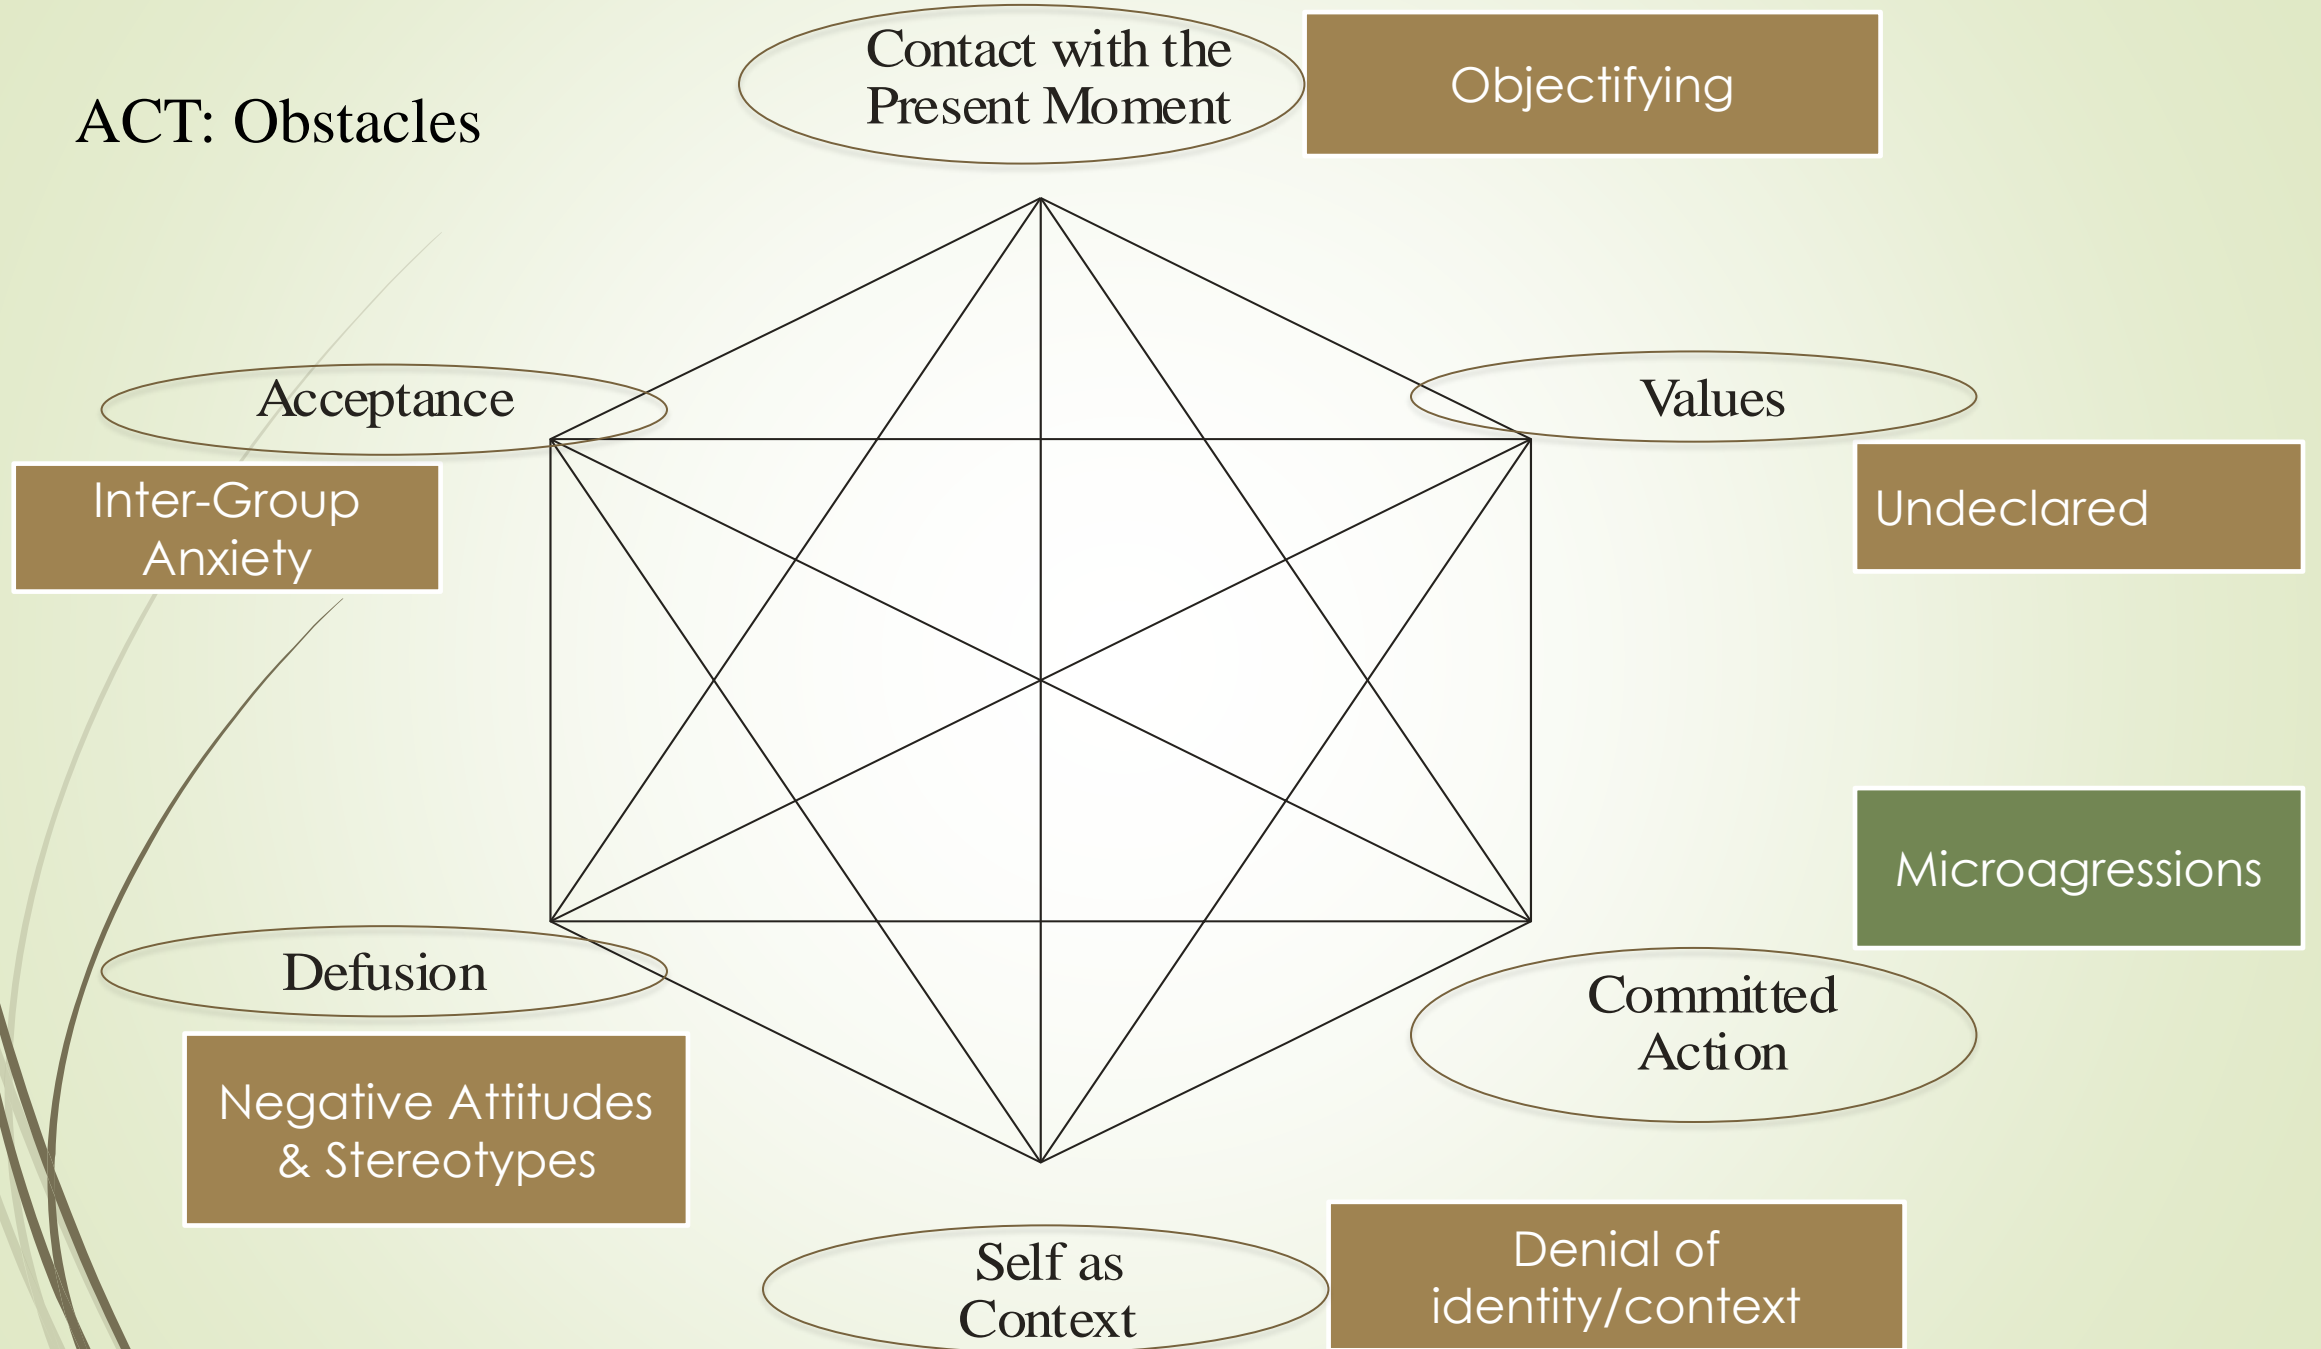 ACT: Obstacles
Contact with the
Present Moment
Objectifying
Acceptance
Inter-Group
Anxiety
Values
Undeclared
Microagressions
Defusion
Negative Attitudes
& Stereotypes
Committed
Action
Self as
Context
Denial of
identity/context